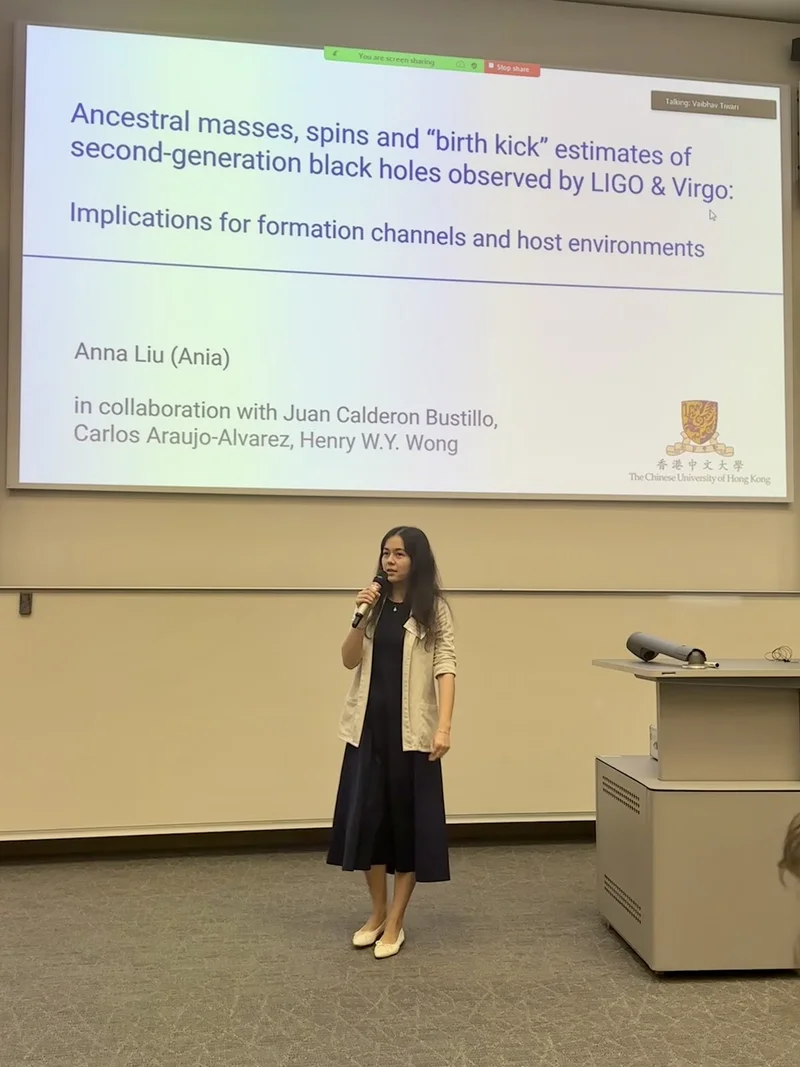 You are screen sharing
Stop share
Talking: Vaibhav Tiwari
Ancestral masses, spins and “birth kick” estimates of
second-generation black holes observed by LIGO & Virgo:
Implications for formation channels and host environments
Anna Liu (Ania)
in collaboration with Juan Calderon Bustillo,
Carlos Araujo-Alvarez, Henry W.Y. Wong
香港中文大學
The Chinese University of Hong Kong